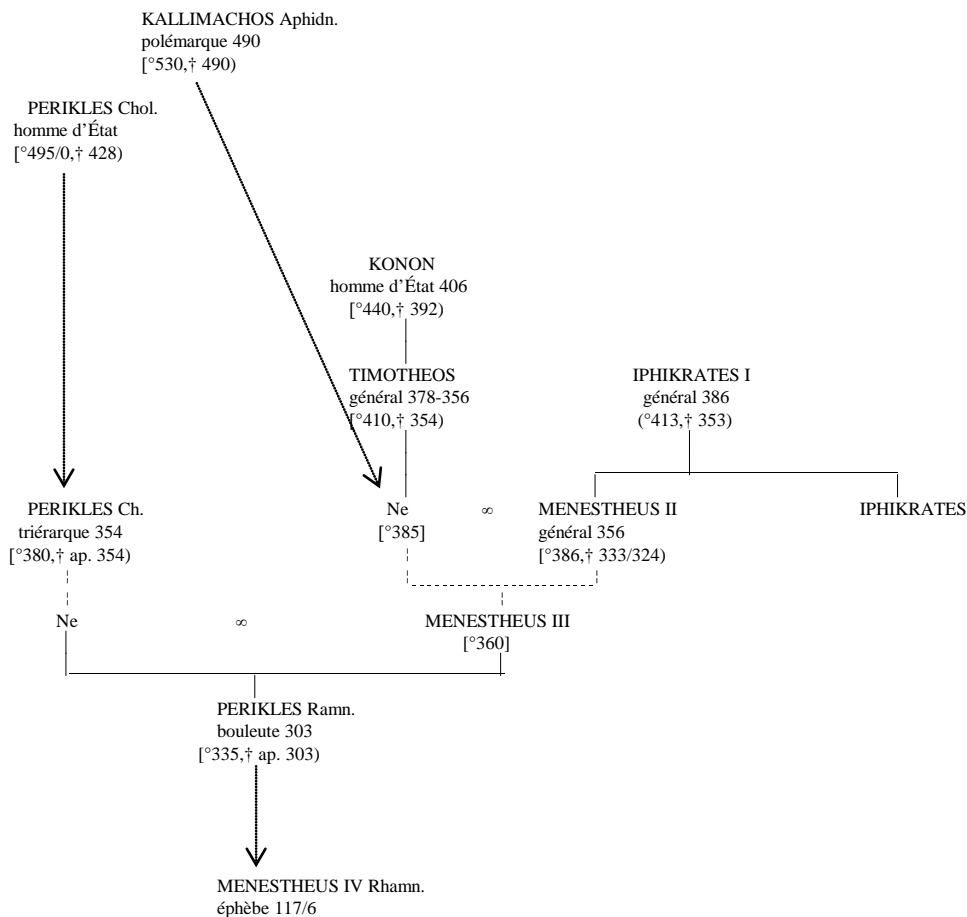 KALLIMACHOS Aphidn.
polémarque 490
[°530,† 490)
PERIKLES Chol.
homme d’État
[°495/0,† 428)
KONON
homme d’État 406
[°440,† 392)
TIMOTHEOS
général 378-356
[°410,† 354)
IPHIKRATES I
général 386
(°413,† 353)
PERIKLES Ch.
triérarque 354
[°380,† ap. 354)
Ne
[°385]
∞
MENESTHEUS II
général 356
[°386,† 333/324)
IPHIKRATES
Ne
∞
MENESTHEUS III
[°360]
PERIKLES Ramn.
bouleute 303
[°335,† ap. 303)
MENESTHEUS IV Rhamn.
éphèbe 117/6